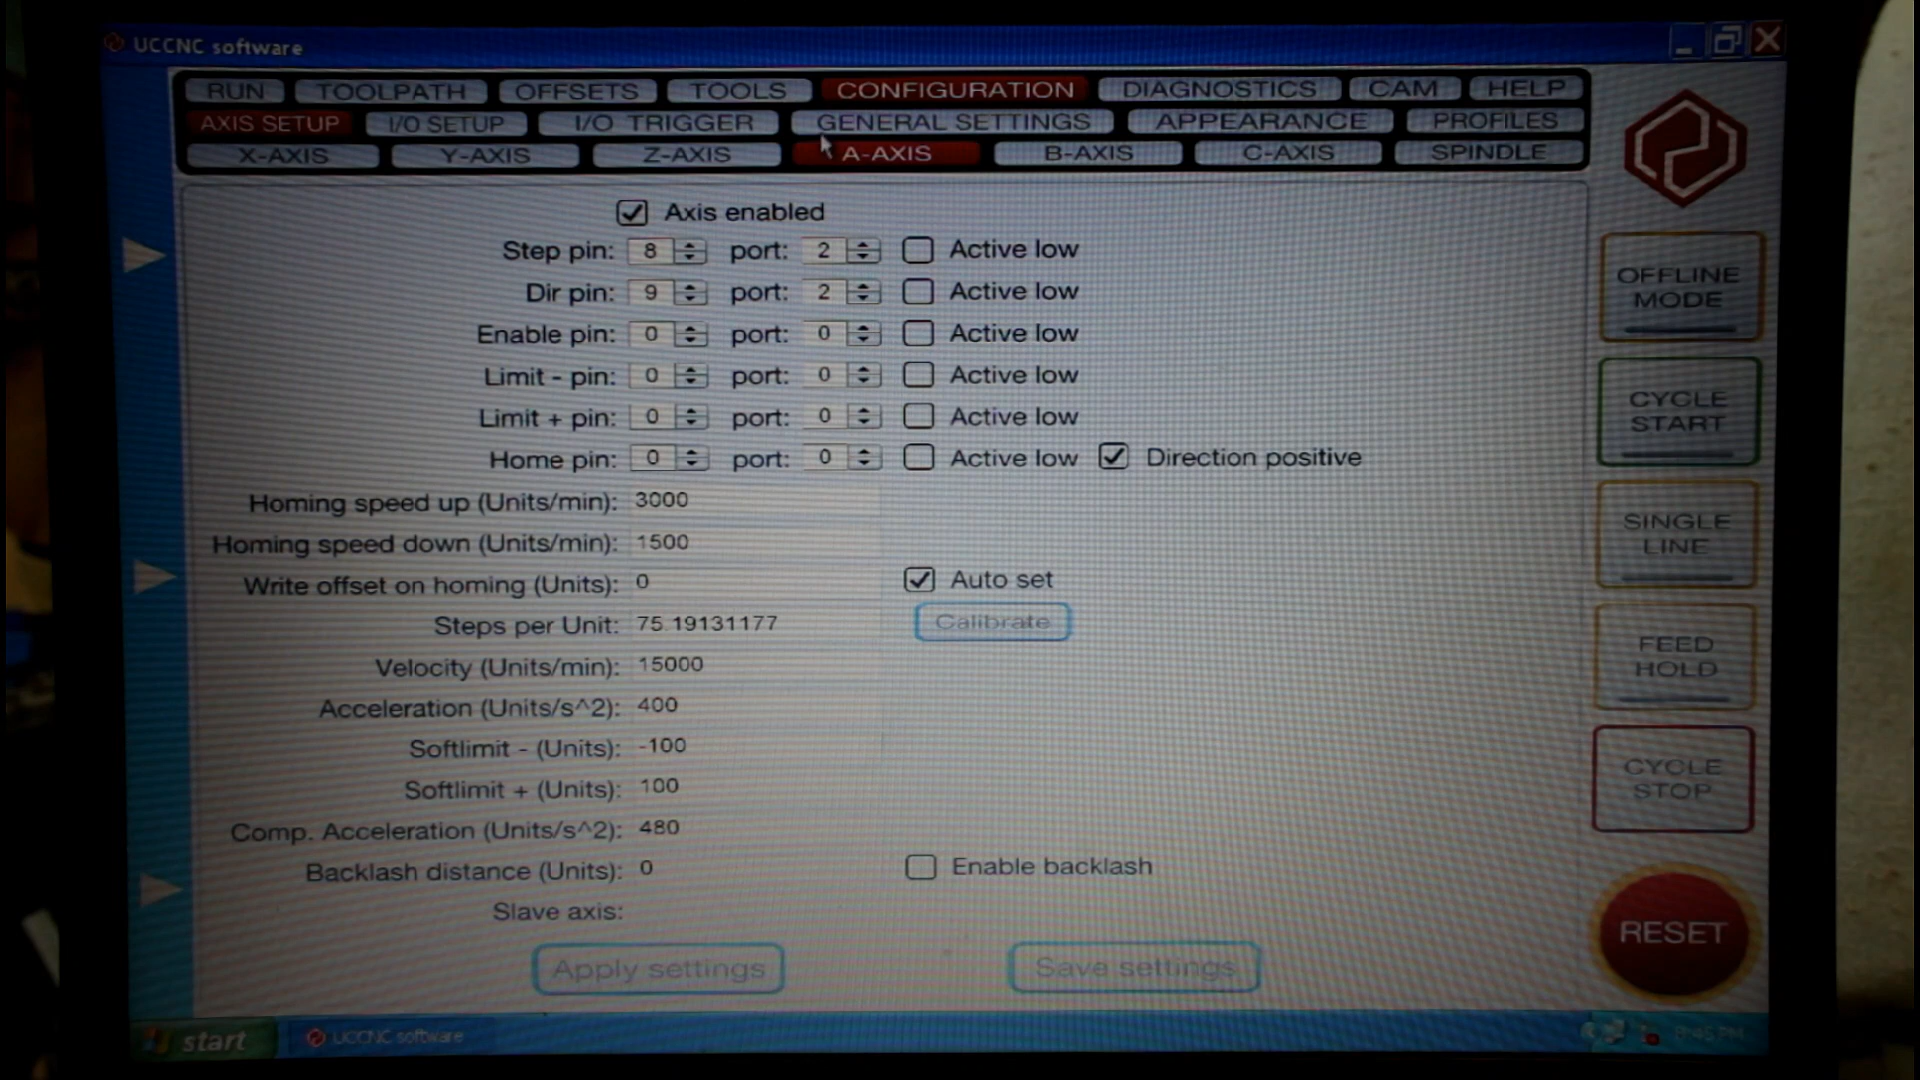 UCCNC software
RUN TOOLPATH OFFSETS TOOLS CONFIGURATION DIAGNOSTICS CAM HELP
AXIS SETUP I/O SETUP I/O TRIGGER GENERAL SETTINGS APPEARANCE PROFILES
X-AXIS Y-AXIS Z-AXIS A-AXIS B-AXIS C-AXIS SPINDLE
Axis enabled
Step pin: 8 port: 2 Active low
Dir pin: 9 port: 2 Active low
Enable pin: 0 port: 0 Active low
Limit - pin: 0 port: 0 Active low
Limit + pin: 0 port: 0 Active low
Home pin: 0 port: 0 Active low Direction positive
Homing speed up (Units/min): 3000
Homing speed down (Units/min): 1500
Write offset on homing (Units): 0 Auto set
Steps per Unit: 75.19131177 Calibrate
Velocity (Units/min): 15000
Acceleration (Units/s^2): 400
Softlimit - (Units): -100
Softlimit + (Units): 100
Comp. Acceleration (Units/s^2): 480
Backlash distance (Units): 0 Enable backlash
Slave axis:
Apply settings Save settings
OFFLINE
MODE
CYCLE
START
SINGLE
LINE
FEED
HOLD
CYCLE
STOP
RESET
start UCCNC software